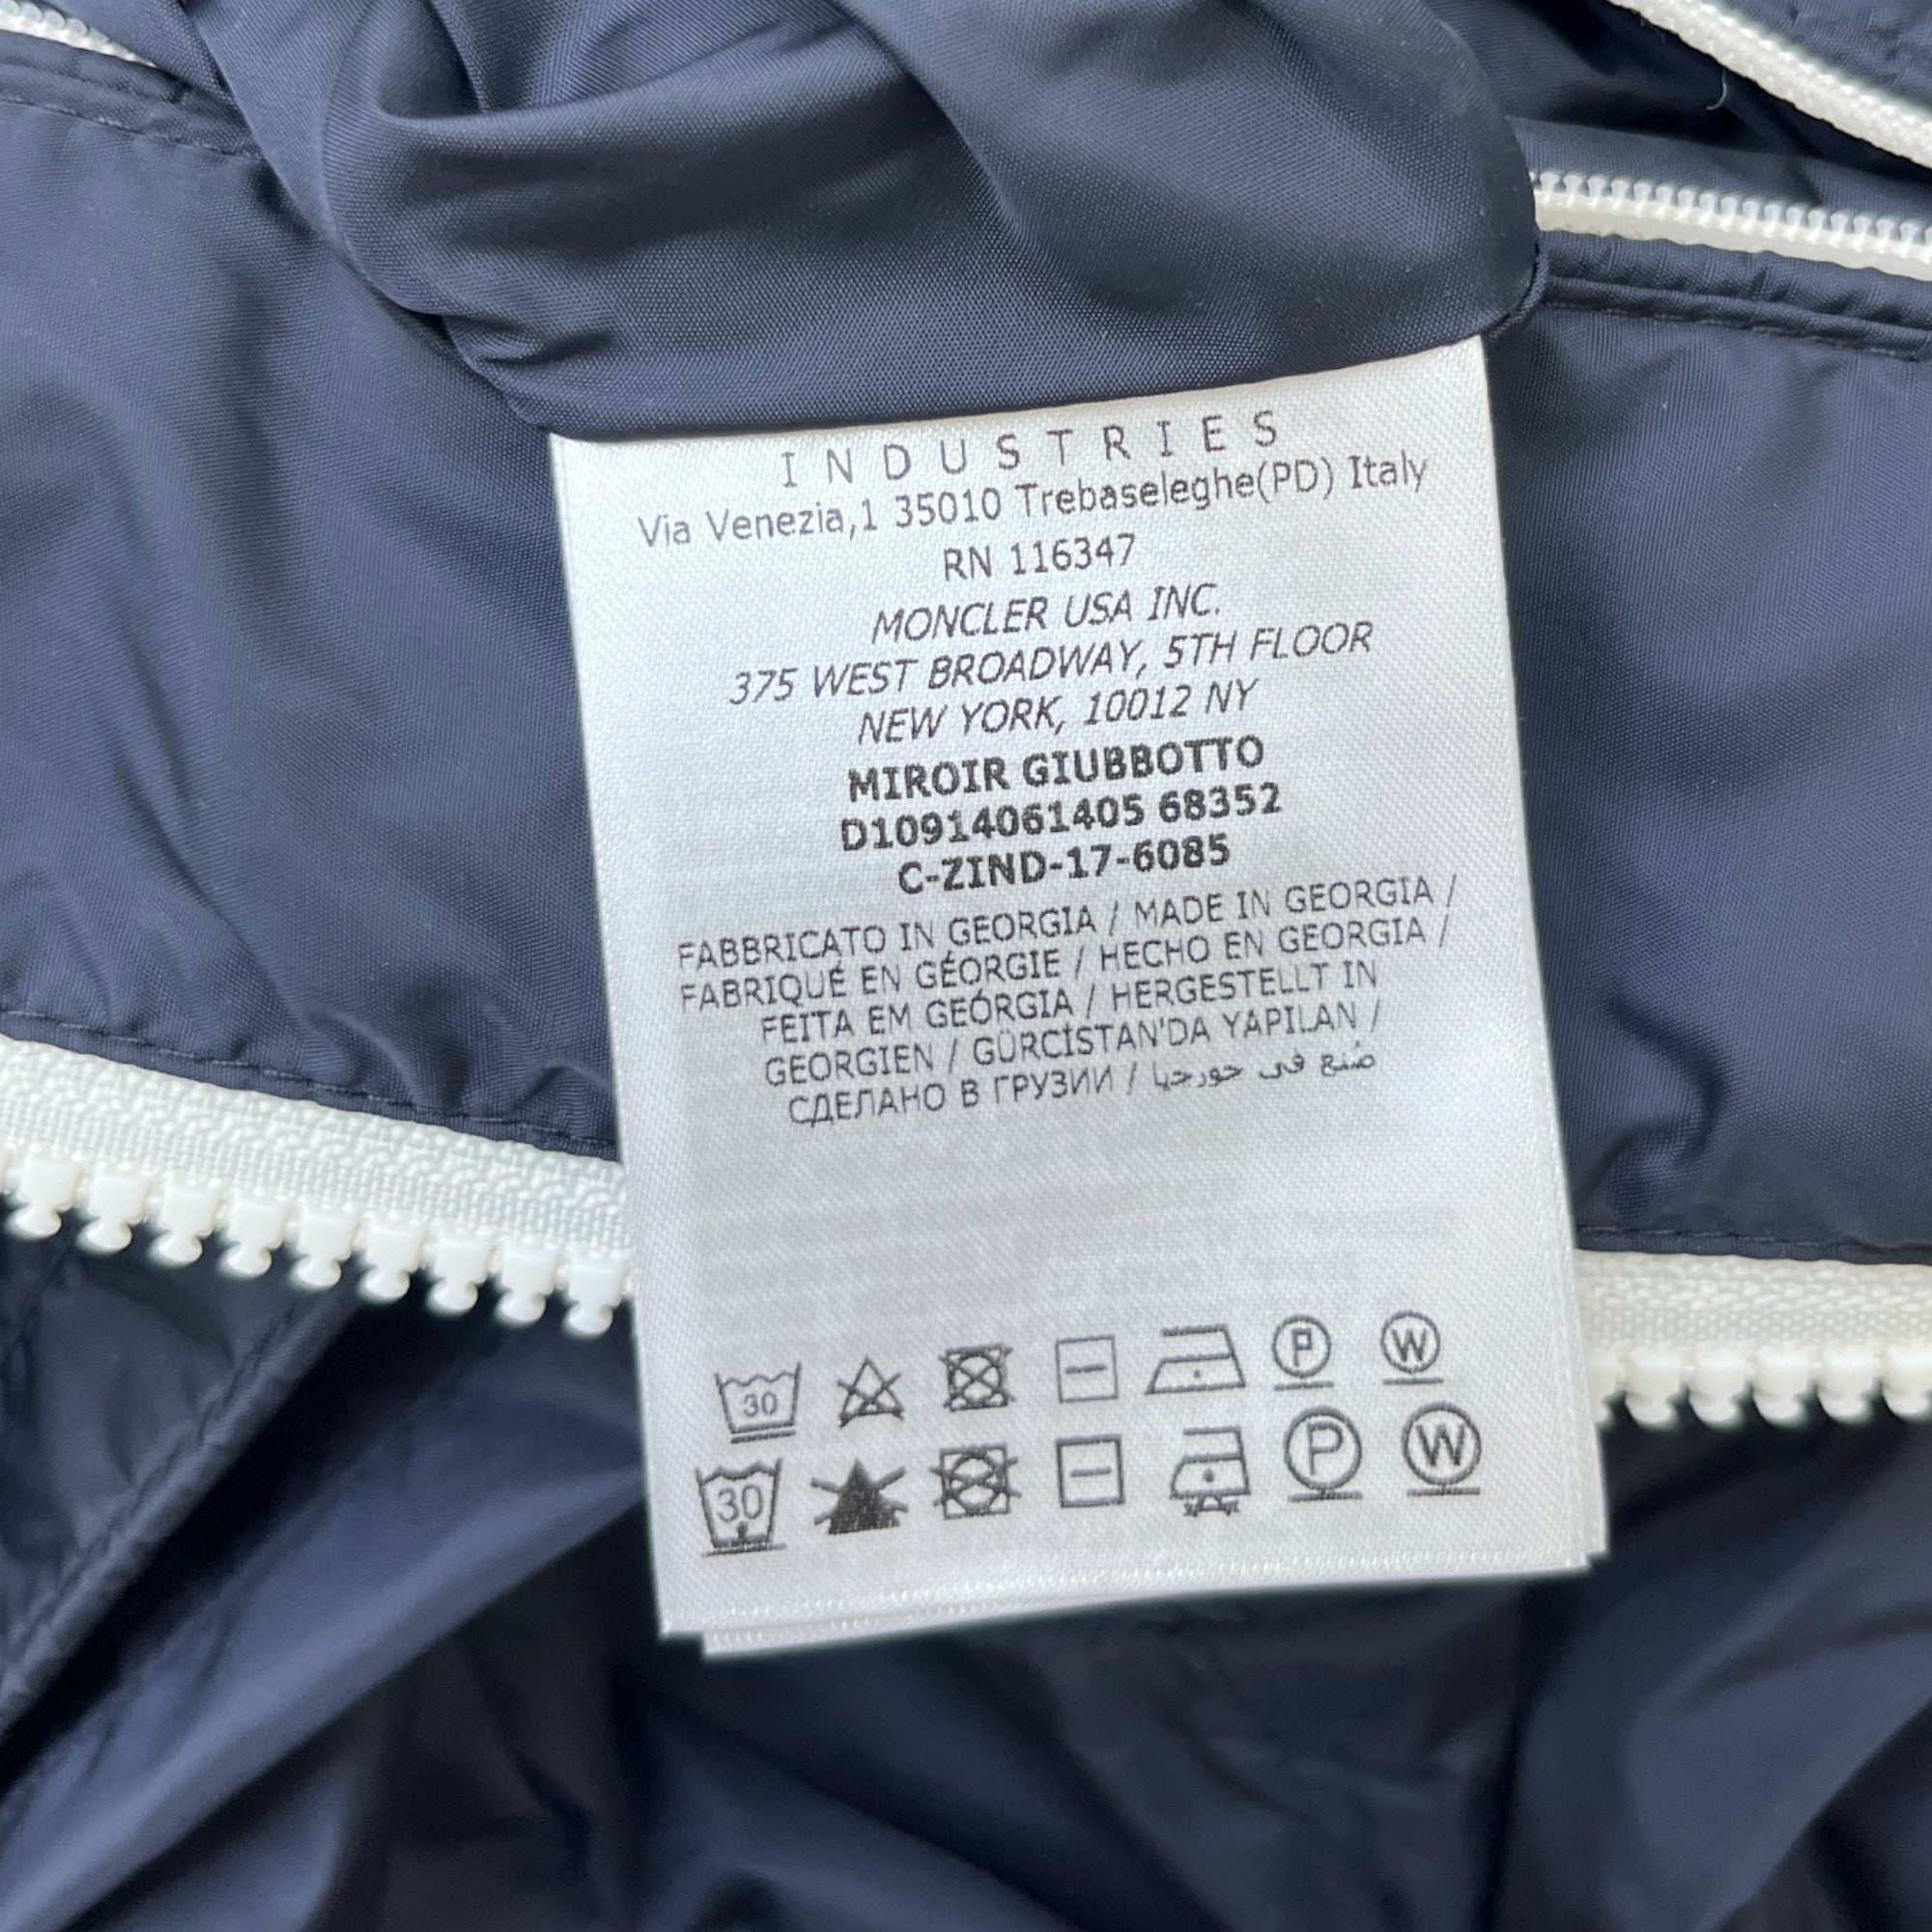 INDUSTRIES
Via Venezia,1 35010 Trebaseleghe(PD) Italy
RN 116347
MONCLER USA INC.
375 WEST BROADWAY, 5TH FLOOR
NEW YORK, 10012 NY
MIROIR GIUBBOTTO
D10914061405 68352
C-ZIND-17-6085
FABBRICATO IN GEORGIA / MADE IN GEORGIA /
FABRIQUÉ EN GÉORGIE / HECHO EN GEORGIA /
FEITA EM GEÓRGIA / HERGESTELLT IN
GEORGIEN / GÜRCİSTAN'DA YAPILAN /
СДЕЛАНО В ГРУЗИИ / صُنع في جورجيا
30 P W
30 P W